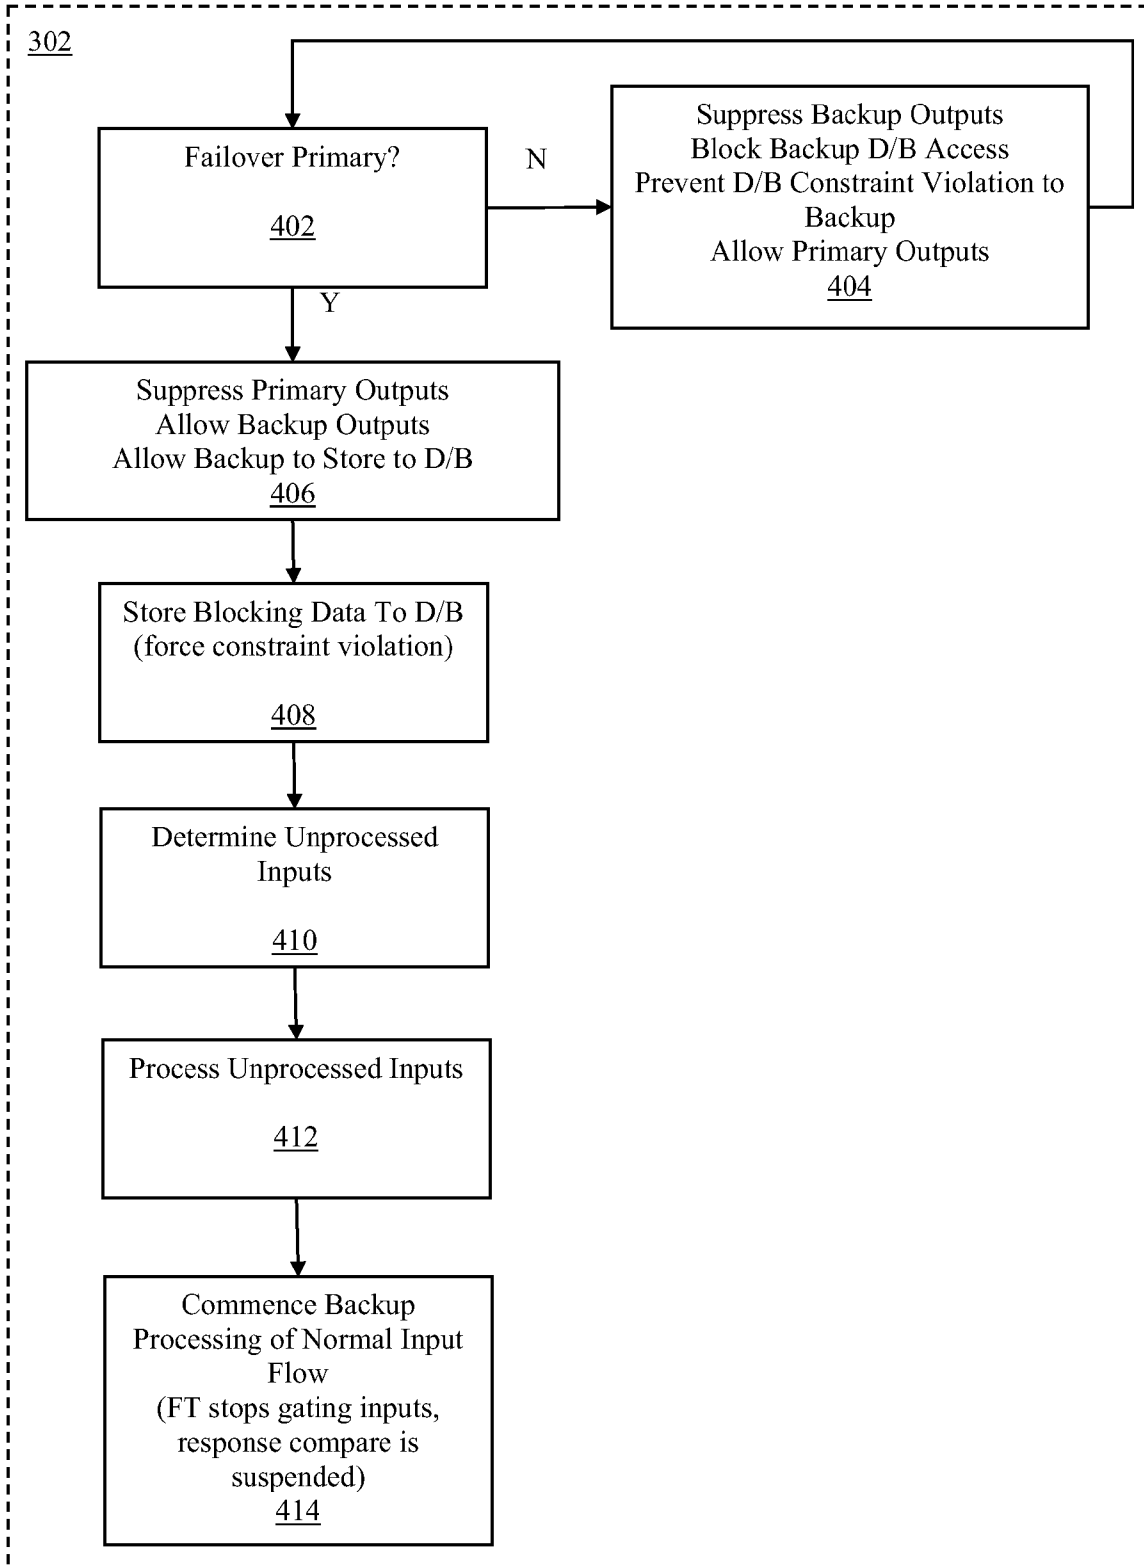 302
Failover Primary?
402
N
Suppress Backup Outputs
Block Backup D/B Access
Prevent D/B Constraint Violation to
Backup
Allow Primary Outputs
404
Y
Suppress Primary Outputs
Allow Backup Outputs
Allow Backup to Store to D/B
406
Store Blocking Data To D/B
(force constraint violation)
408
Determine Unprocessed
Inputs
410
Process Unprocessed Inputs
412
Commence Backup
Processing of Normal Input
Flow
(FT stops gating inputs,
response compare is
suspended)
414